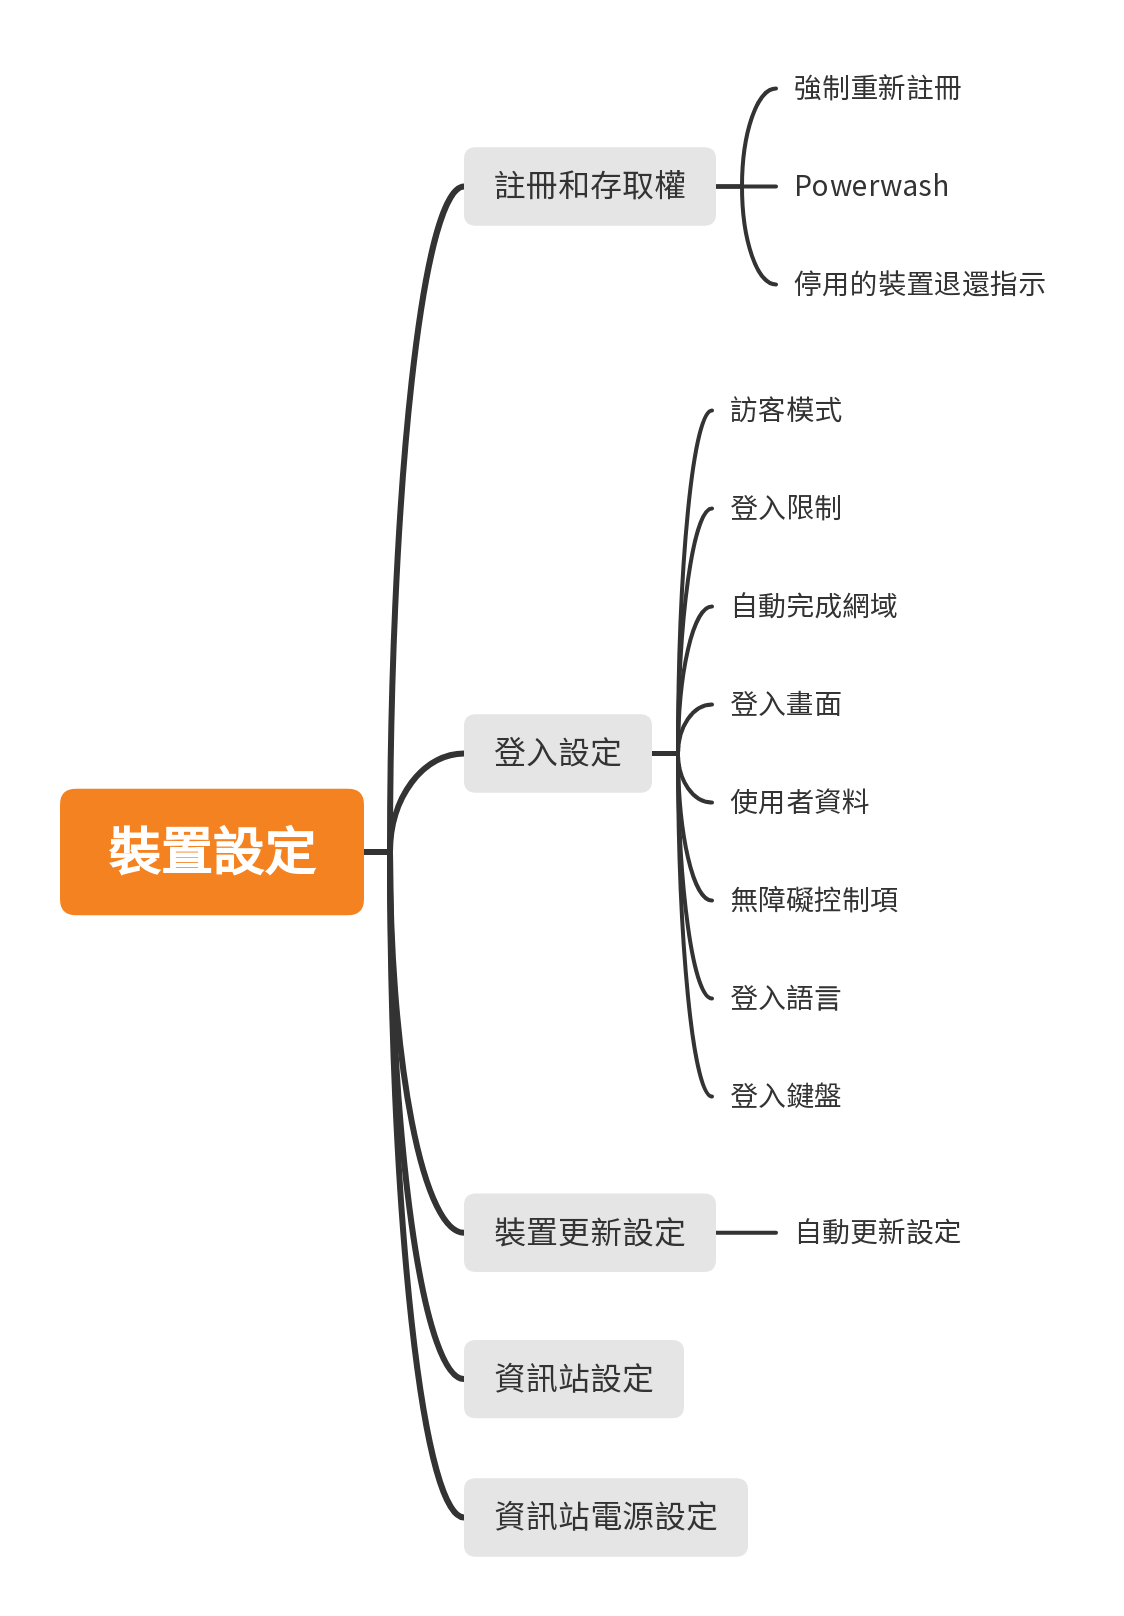 裝置設定
註冊和存取權
強制重新註冊
Powerwash
停用的裝置退還指示
登入設定
訪客模式
登入限制
自動完成網域
登入畫面
使用者資料
無障礙控制項
登入語言
登入鍵盤
裝置更新設定
自動更新設定
資訊站設定
資訊站電源設定